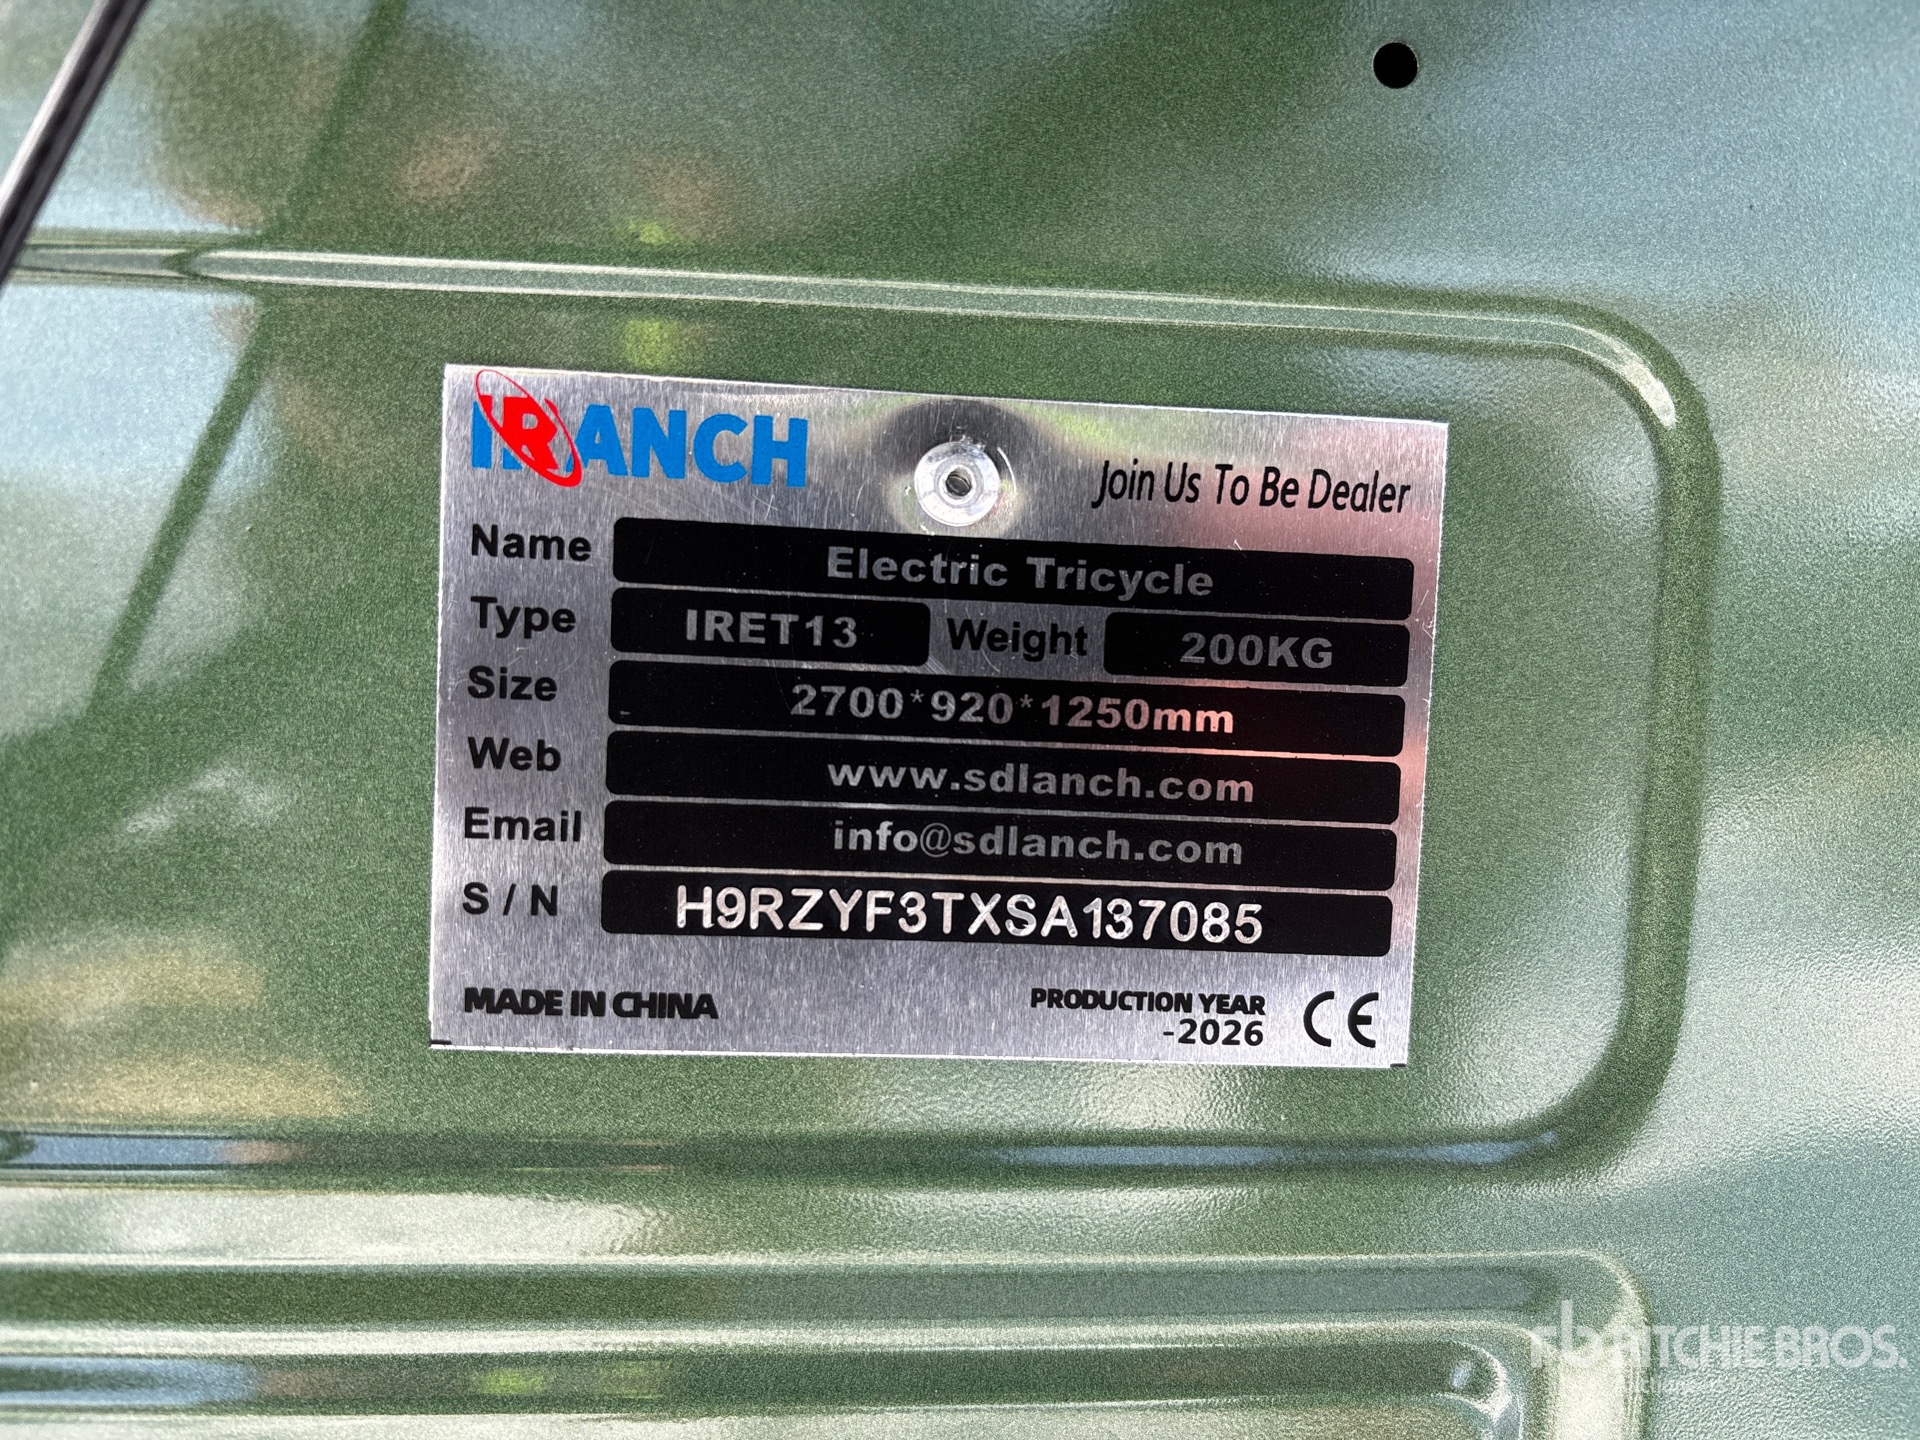 IRANCH
Join Us To Be Dealer
Name Electric Tricycle
Type IRET13 Weight 200KG
Size 2700*920*1250mm
Web www.sdlanch.com
Email info@sdlanch.com
S / N H9RZYF3TXSA137085
MADE IN CHINA
PRODUCTION YEAR
-2026
CE
rb RITCHIE BROS.